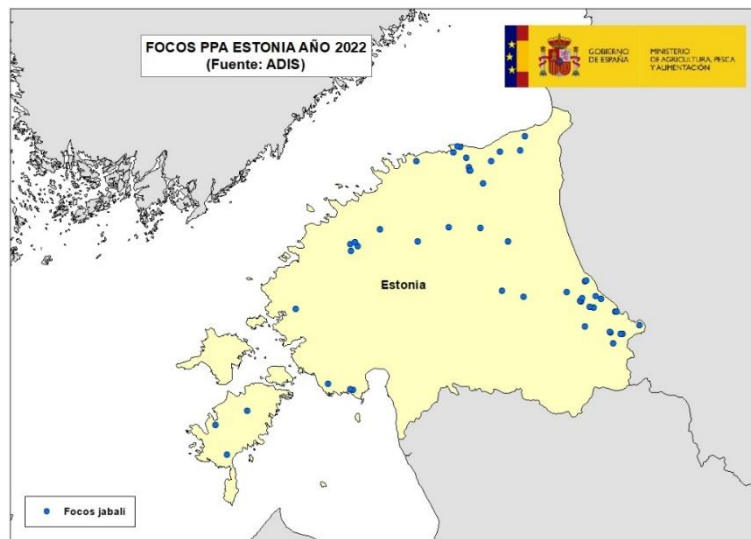 FOCOS PPA ESTONIA AÑO 2022
(Fuente: ADIS)
GOBIERNO
DE ESPAÑA
MINISTERIO
DE AGRICULTURA, PESCA
Y ALIMENTACIÓN
Estonia
Focos jabalí